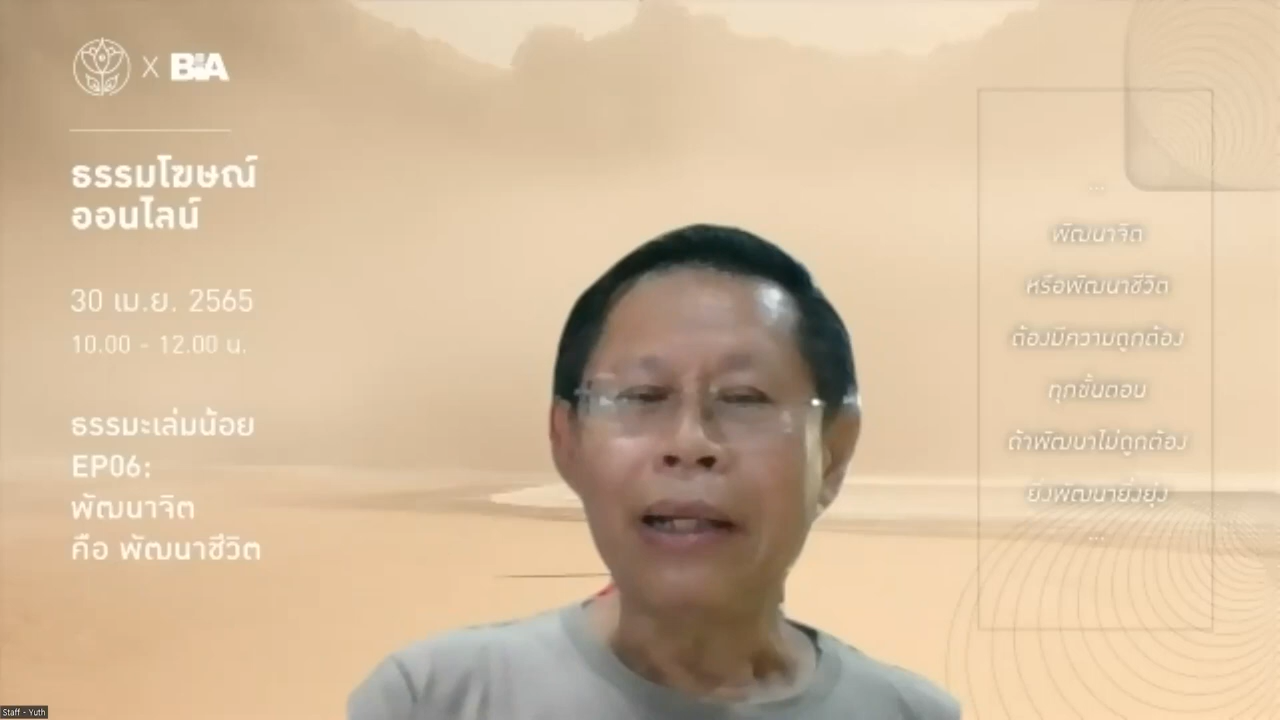 X BIA
ธรรมโฆษณ์
ออนไลน์
30 เม.ย. 2565
10.00 - 12.00 น.
ธรรมะเล่มน้อย
EP06:
พัฒนาจิต
คือ พัฒนาชีวิต
...
พัฒนาจิต
หรือพัฒนาชีวิต
ต้องมีความถูกต้อง
ทุกขั้นตอน
ถ้าพัฒนาไม่ถูกต้อง
ยิ่งพัฒนายิ่งยุ่ง
...
Staff - Yuth